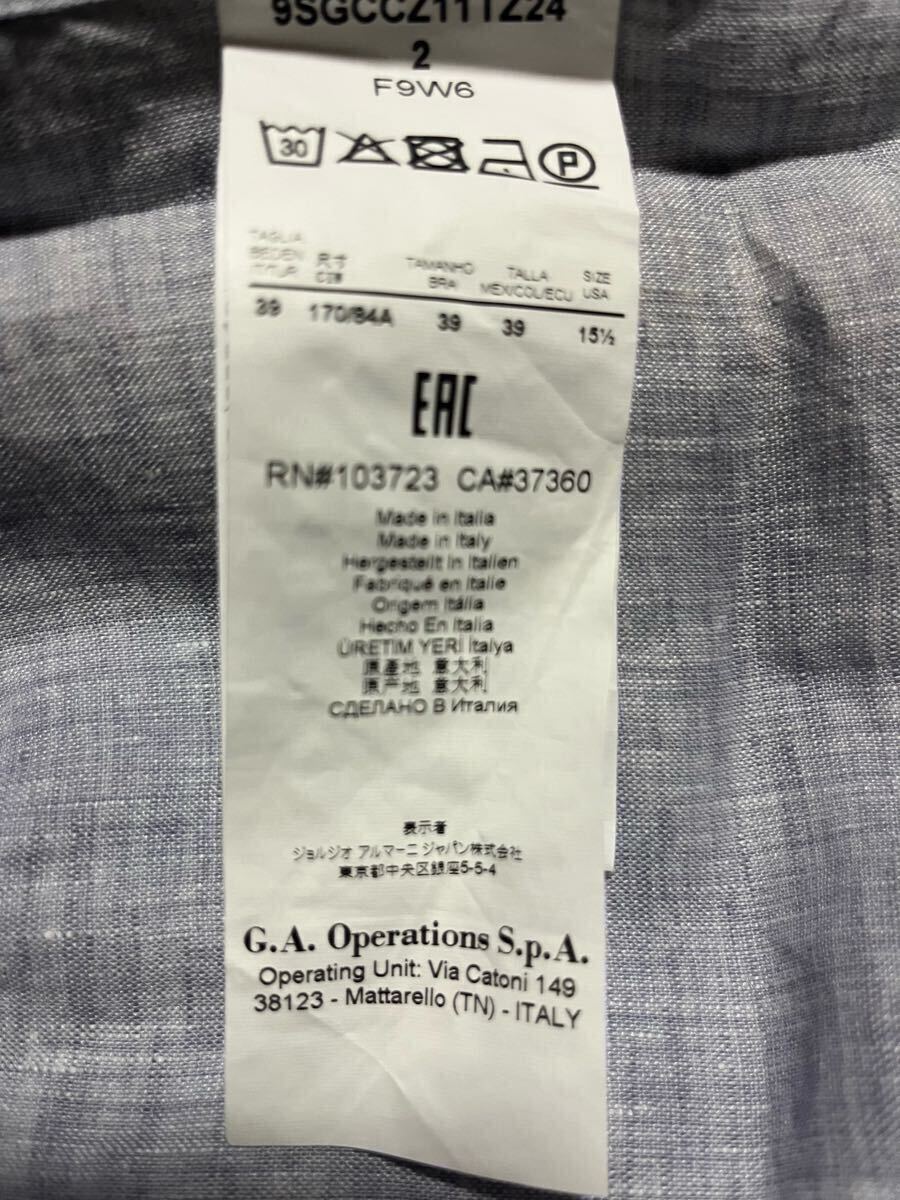 9SGCCZ11TZ24
2
F9W6
30 P
TAGLIA
BEDEN 尺寸 TAMANHO TALLA SIZE
IT/TUR CIN BRA MEX/COL/ECU USA
39 170/84A 39 39 15½
EAC
RN#103723 CA#37360
Made in Italia
Made in Italy
Hergestellt in Italien
Fabriqué en Italie
Origem Itália
Hecho En Italia
ÜRETIM YERİ İtalya
原產地 意大利
原产地 意大利
СДЕЛАНО В Италия
表示者
ジョルジオ アルマーニ ジャパン株式会社
東京都中央区銀座5-5-4
G.A. Operations S.p.A.
Operating Unit: Via Catoni 149
38123 - Mattarello (TN) - ITALY